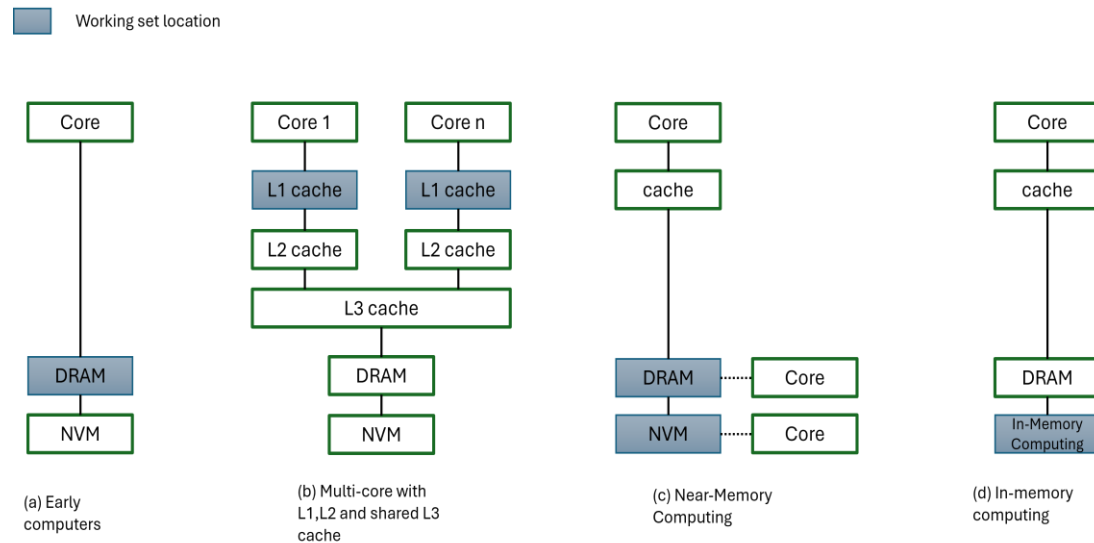 Working set location
Core
DRAM
NVM
(a) Early
computers
Core 1
Core n
L1 cache
L1 cache
L2 cache
L2 cache
L3 cache
DRAM
NVM
(b) Multi-core with
L1,L2 and shared L3
cache
Core
cache
DRAM
Core
NVM
Core
(c) Near-Memory
Computing
Core
cache
DRAM
In-Memory
Computing
(d) In-memory
computing